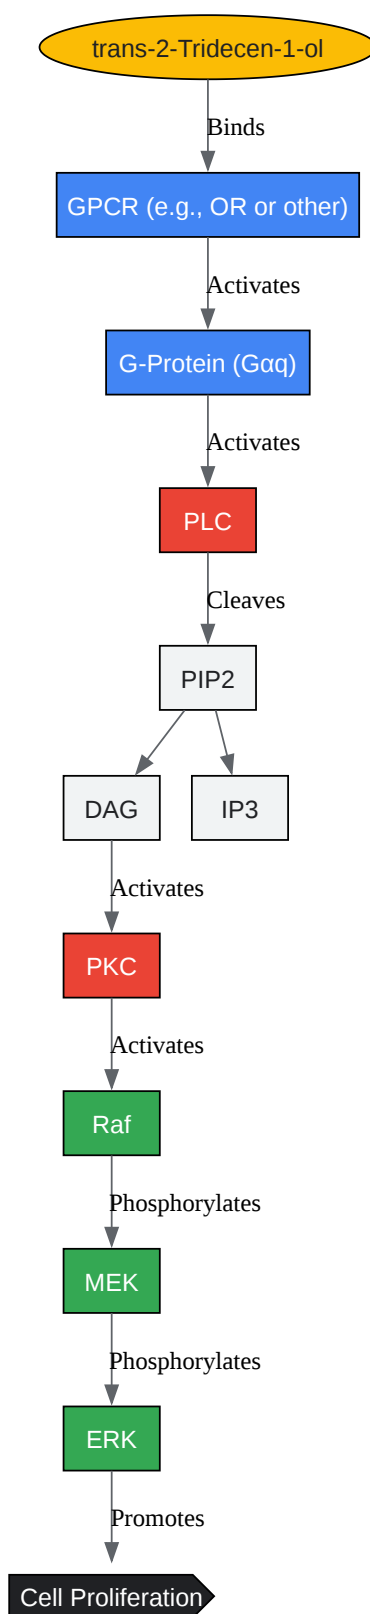 trans-2-Tridecen-1-ol
Binds
GPCR (e.g., OR or other)
Activates
G-Protein (Gαq)
Activates
PLC
Cleaves
PIP2
DAG
IP3
Activates
PKC
Activates
Raf
Phosphorylates
MEK
Phosphorylates
ERK
Promotes
Cell Proliferation